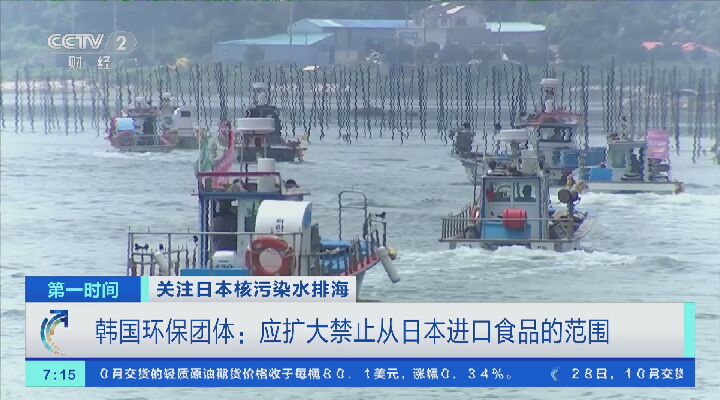 CCTV 2
财经
第一时间
关注日本核污染水排海
韩国环保团体：应扩大禁止从日本进口食品的范围
7:15
0月交货的轻质原油期货价格收于每桶80．1美元，涨幅0．34%。
28日，10月交货